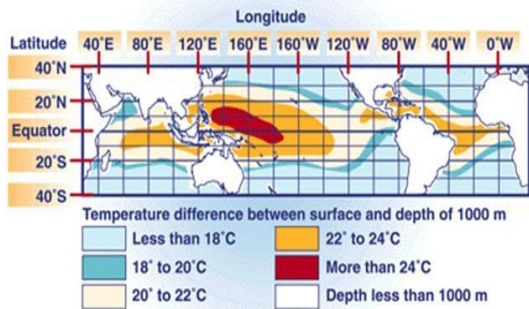 Longitude
Latitude 40°E 80°E 120°E 160°E 160°W 120°W 80°W 40°W 0°W
40°N
20°N
Equator
20°S
40°S
Temperature difference between surface and depth of 1000 m
Less than 18°C 22° to 24°C
18° to 20°C More than 24°C
20° to 22°C Depth less than 1000 m